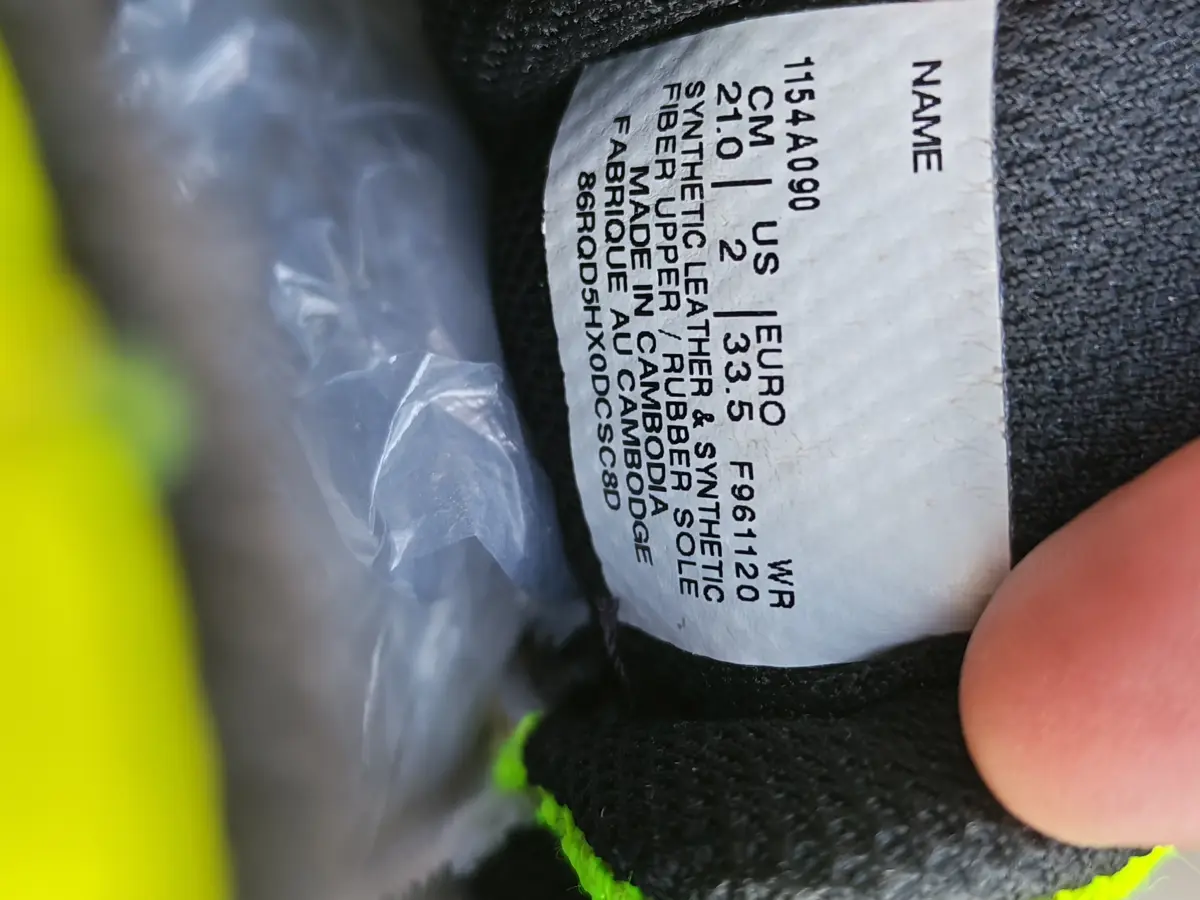 NAME
1154A090
CM | US | EURO WR
21.0 | 2 | 33.5 F961120
SYNTHETIC LEATHER & SYNTHETIC
FIBER UPPER / RUBBER SOLE
MADE IN CAMBODIA
FABRIQUE AU CAMBODGE
86RQD5HX0DCSC8D